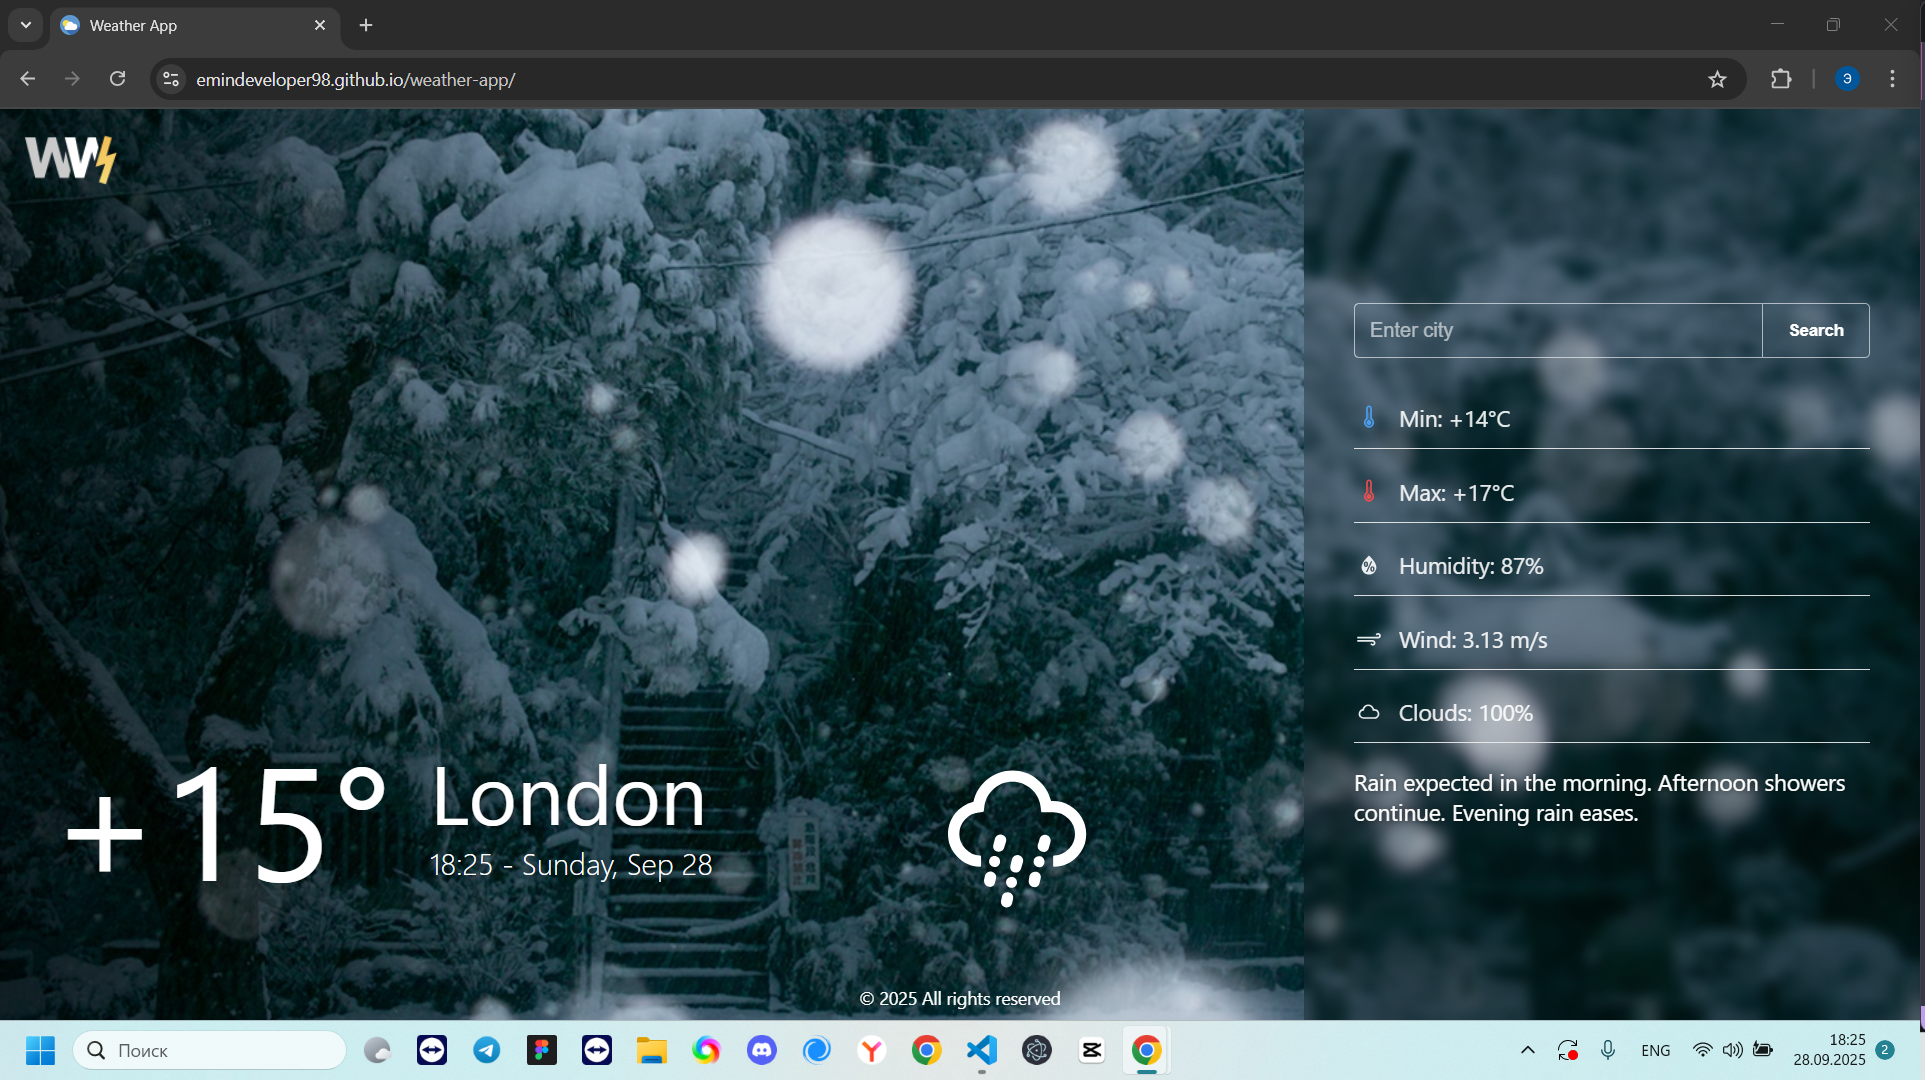 Weather App
emindeveloper98.github.io/weather-app/
Э
WW
Enter city
Search
Min: +14°C
Max: +17°C
Humidity: 87%
Wind: 3.13 m/s
Clouds: 100%
Rain expected in the morning. Afternoon showers
continue. Evening rain eases.
+15°
London
18:25 - Sunday, Sep 28
© 2025 All rights reserved
Поиск
ENG
18:25
28.09.2025
2